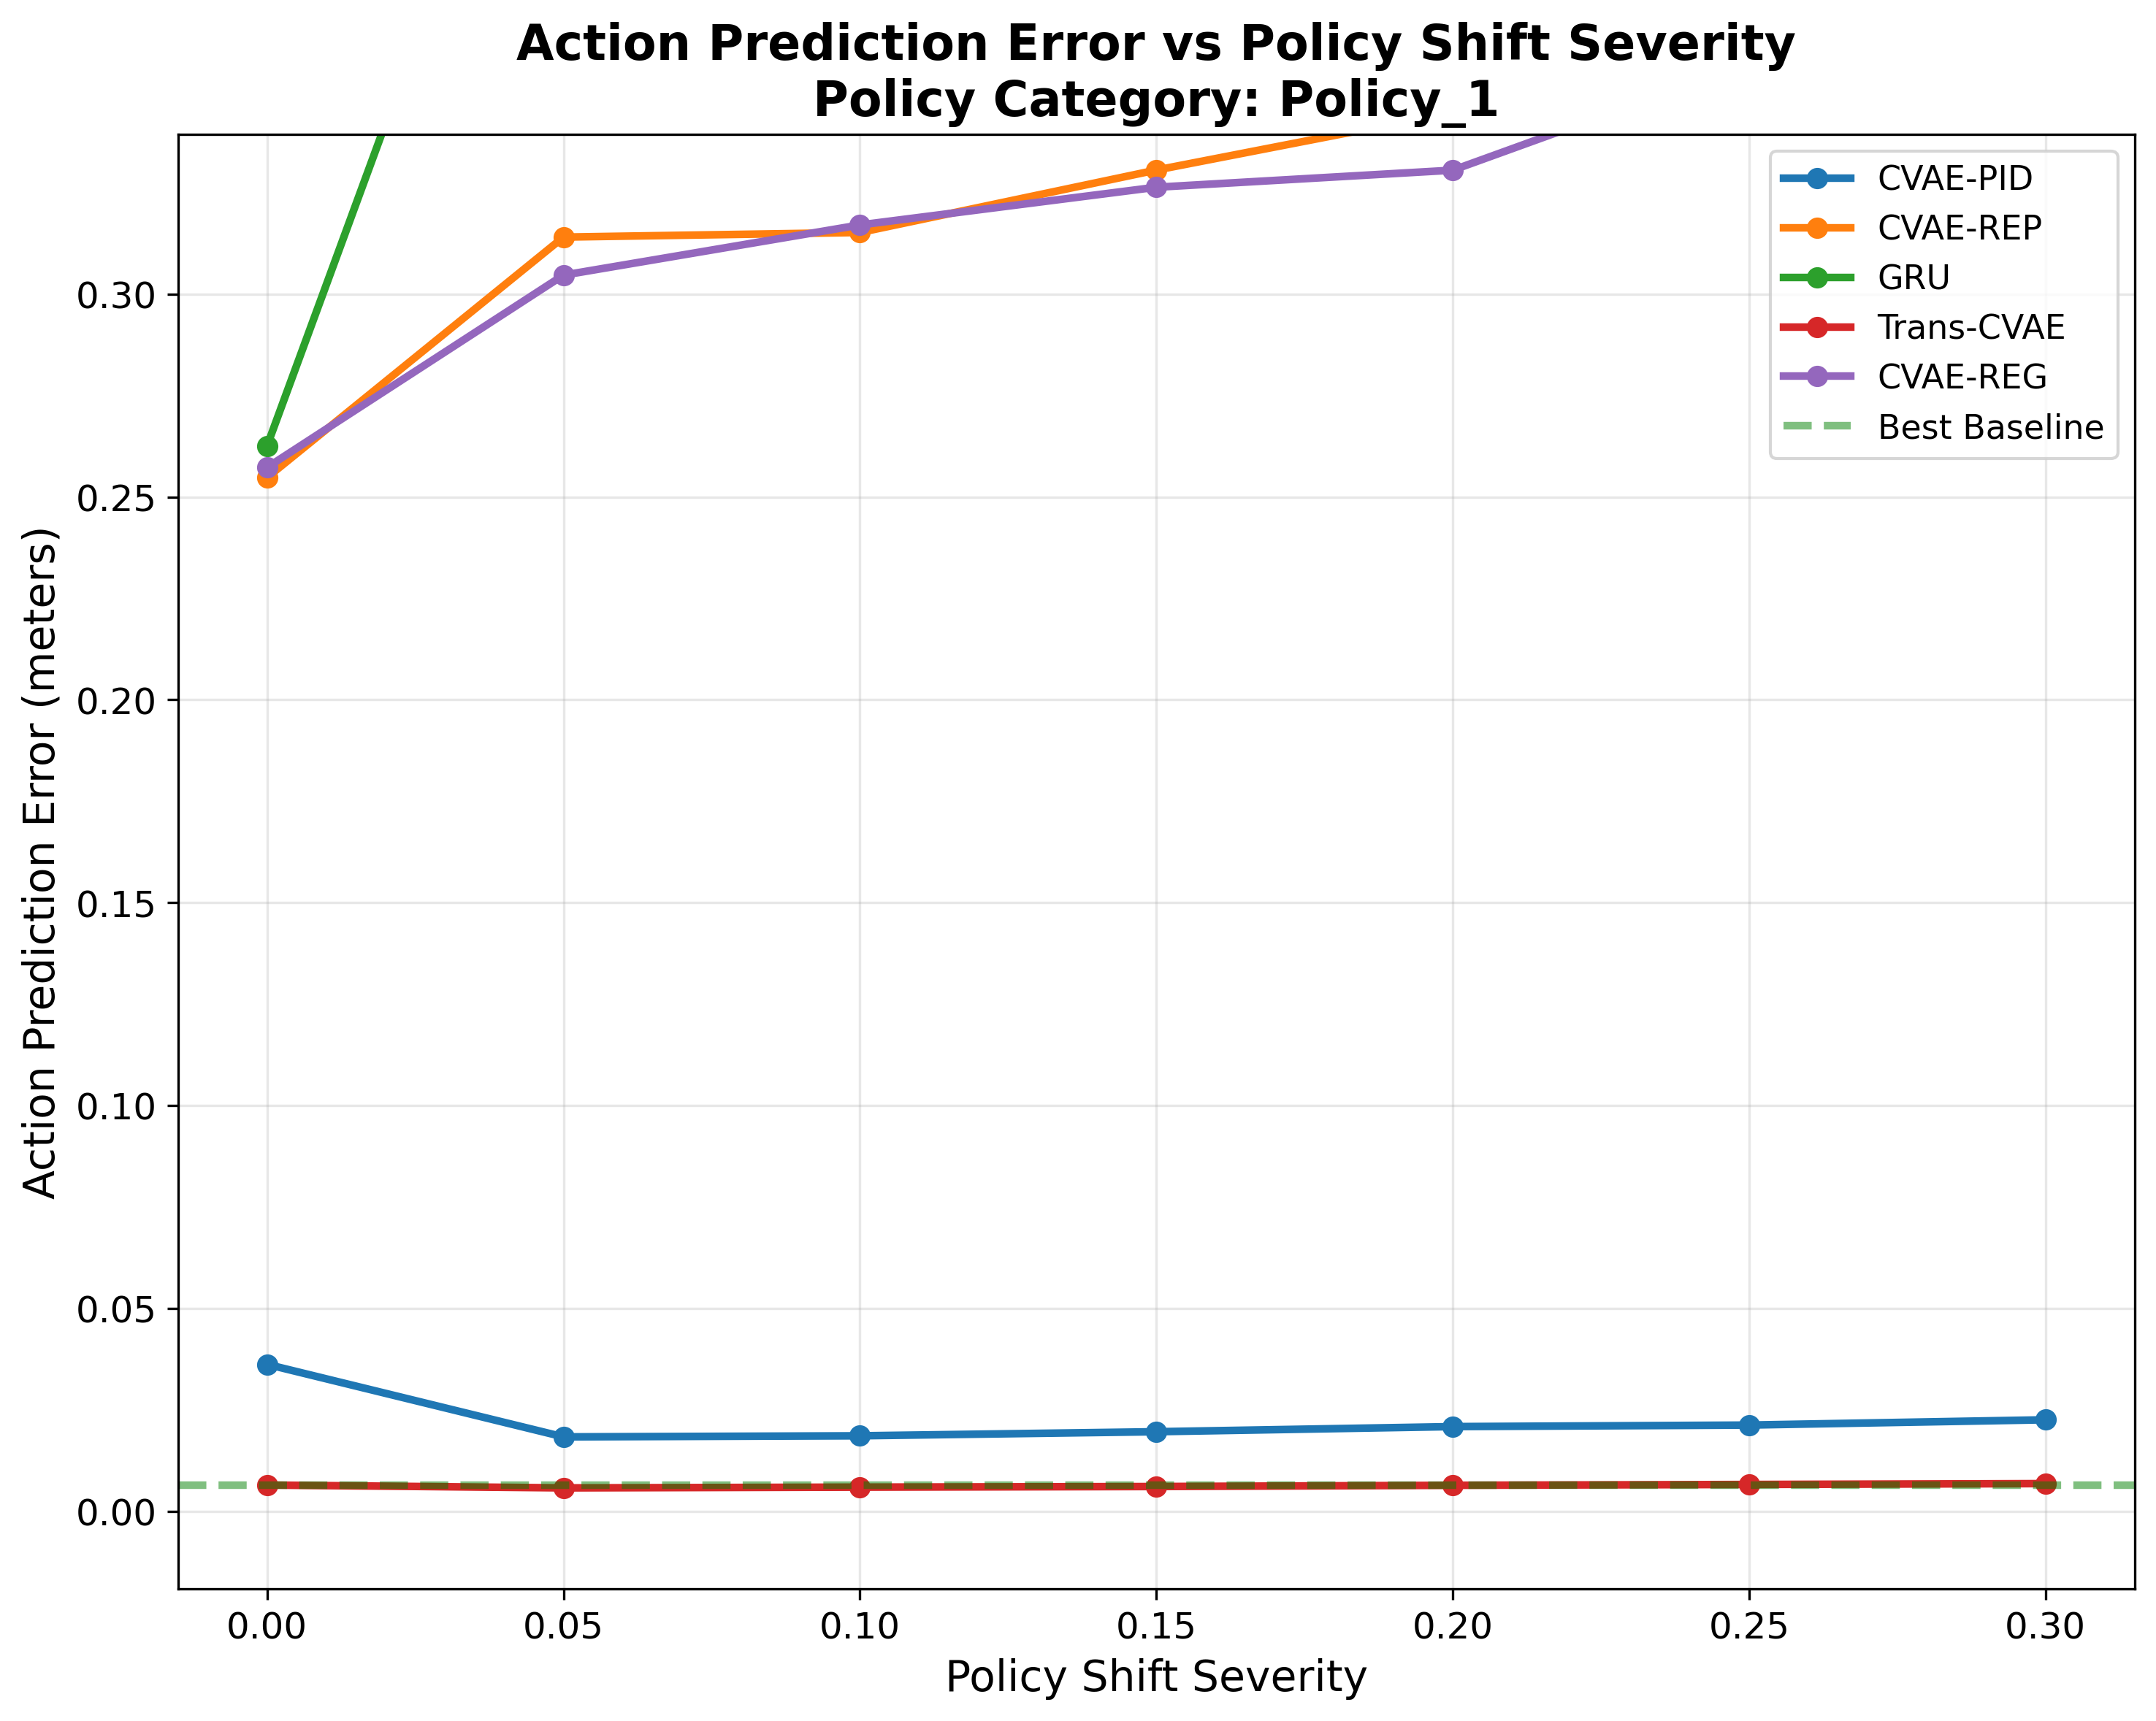 Action Prediction Error vs Policy Shift Severity
Policy Category: Policy_1
CVAE-PID
CVAE-REP
GRU
Trans-CVAE
CVAE-REG
Best Baseline
Action Prediction Error (meters)
0.30
0.25
0.20
0.15
0.10
0.05
0.00
0.00 0.05 0.10 0.15 0.20 0.25 0.30
Policy Shift Severity